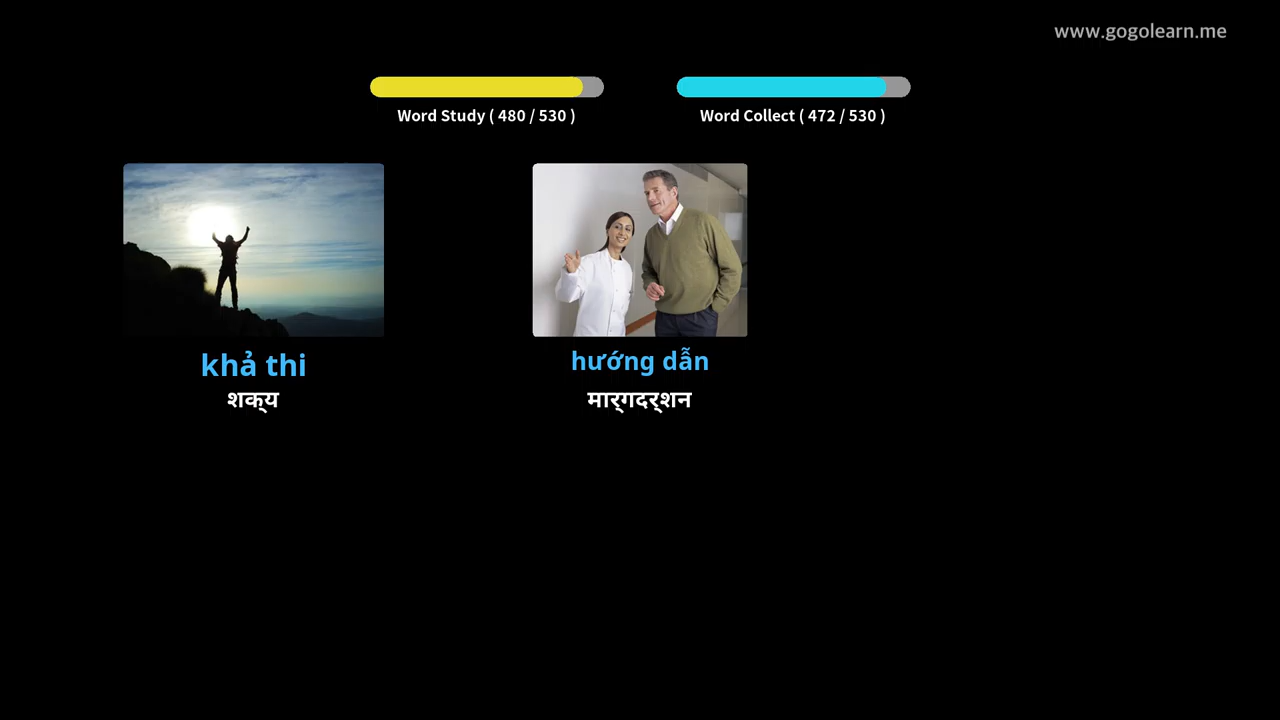 www.gogolearn.me
Word Study ( 480 / 530 )
Word Collect ( 472 / 530 )
khả thi
शक्य
hướng dẫn
मार्गदर्शन